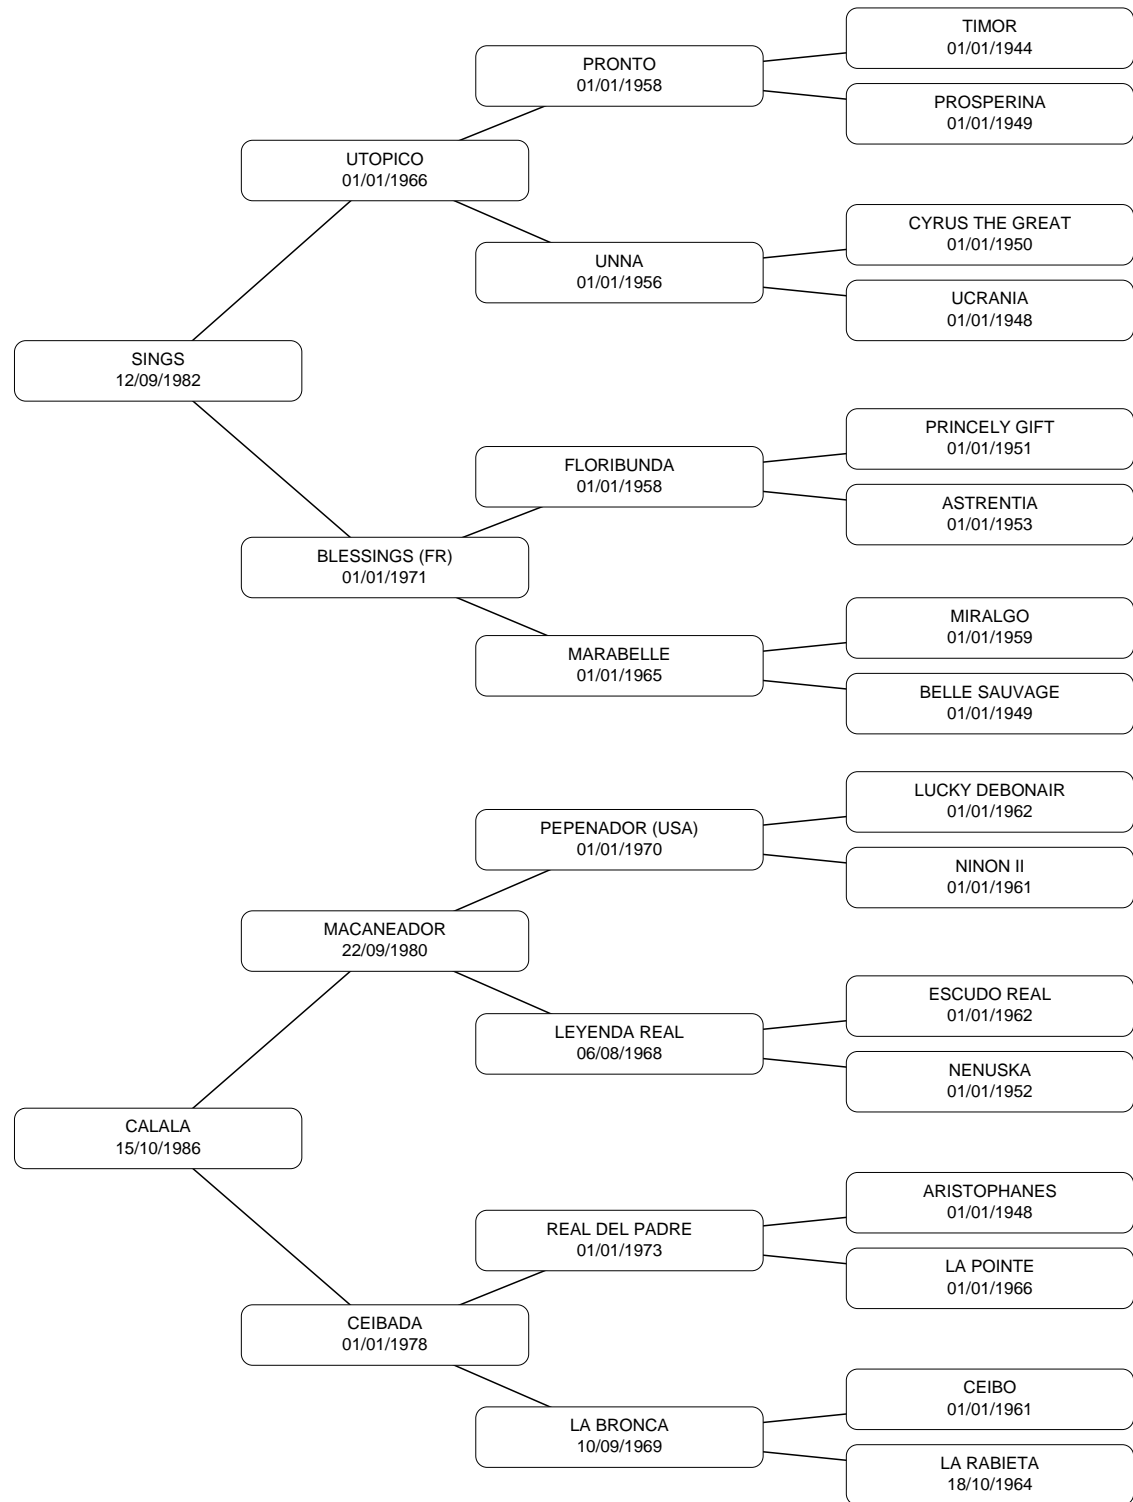 TIMOR
01/01/1944
PRONTO
01/01/1958
PROSPERINA
01/01/1949
UTOPICO
01/01/1966
CYRUS THE GREAT
01/01/1950
UNNA
01/01/1956
UCRANIA
01/01/1948
SINGS
12/09/1982
PRINCELY GIFT
01/01/1951
FLORIBUNDA
01/01/1958
ASTRENTIA
01/01/1953
BLESSINGS (FR)
01/01/1971
MIRALGO
01/01/1959
MARABELLE
01/01/1965
BELLE SAUVAGE
01/01/1949
LUCKY DEBONAIR
01/01/1962
PEPENADOR (USA)
01/01/1970
NINON II
01/01/1961
MACANEADOR
22/09/1980
ESCUDO REAL
01/01/1962
LEYENDA REAL
06/08/1968
NENUSKA
01/01/1952
CALALA
15/10/1986
ARISTOPHANES
01/01/1948
REAL DEL PADRE
01/01/1973
LA POINTE
01/01/1966
CEIBADA
01/01/1978
CEIBO
01/01/1961
LA BRONCA
10/09/1969
LA RABIETA
18/10/1964